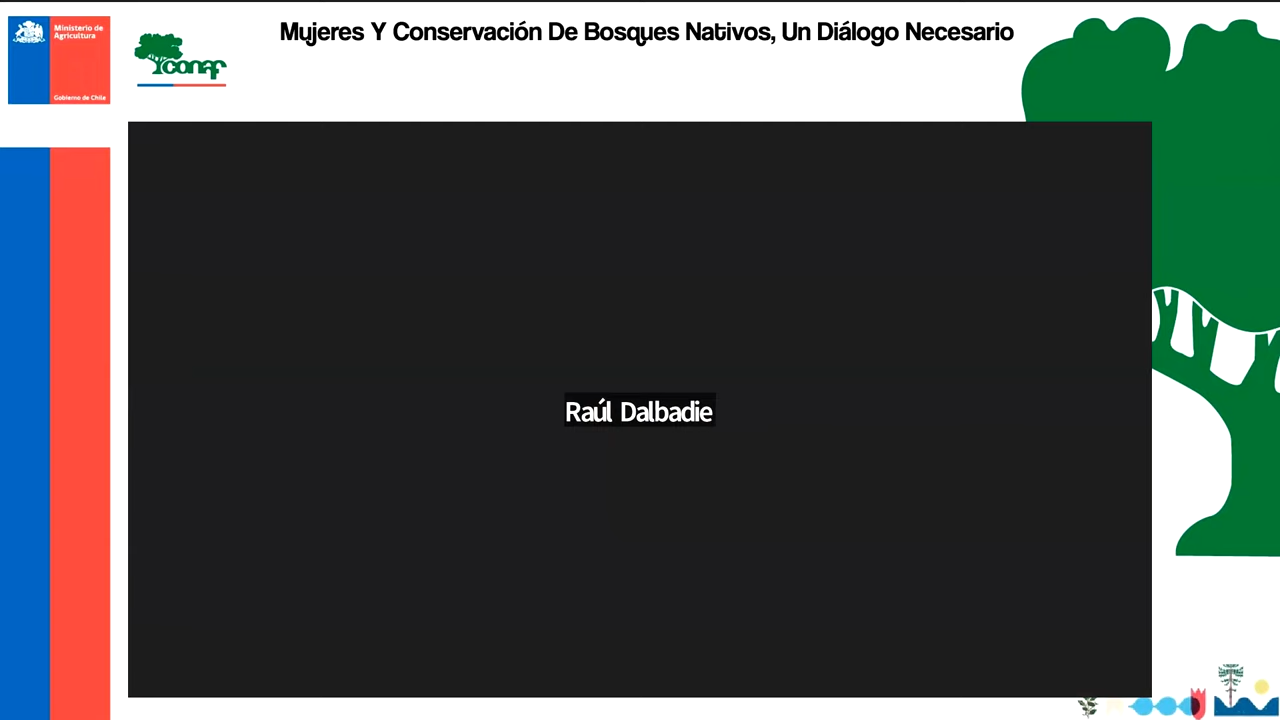 Mujeres Y Conservación De Bosques Nativos, Un Diálogo Necesario
Ministerio de
Agricultura
Gobierno de Chile
conaf
Raúl Dalbadie